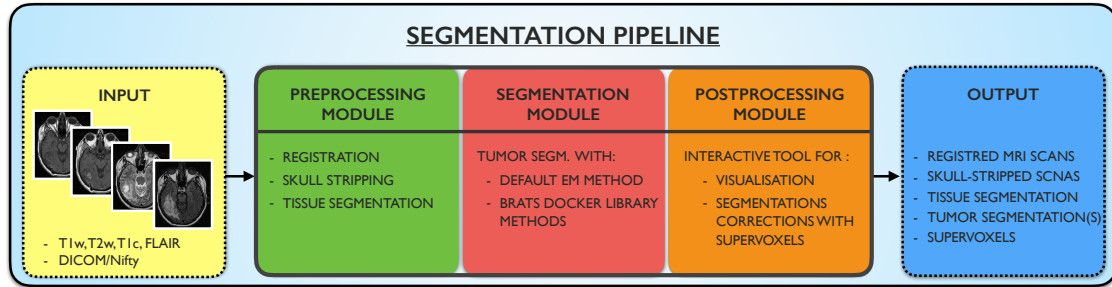 SEGMENTATION PIPELINE
INPUT
- T1w, T2w, T1c, FLAIR
- DICOM/Nifty
PREPROCESSING
MODULE
- REGISTRATION
- SKULL STRIPPING
- TISSUE SEGMENTATION
SEGMENTATION
MODULE
TUMOR SEGM. WITH:
- DEFAULT EM METHOD
- BRATS DOCKER LIBRARY
METHODS
POSTPROCESSING
MODULE
INTERACTIVE TOOL FOR :
- VISUALISATION
- SEGMENTATIONS
CORRECTIONS WITH
SUPERVOXELS
OUTPUT
- REGISTRED MRI SCANS
- SKULL-STRIPPED SCNAS
- TISSUE SEGMENTATION
- TUMOR SEGMENTATION(S)
- SUPERVOXELS